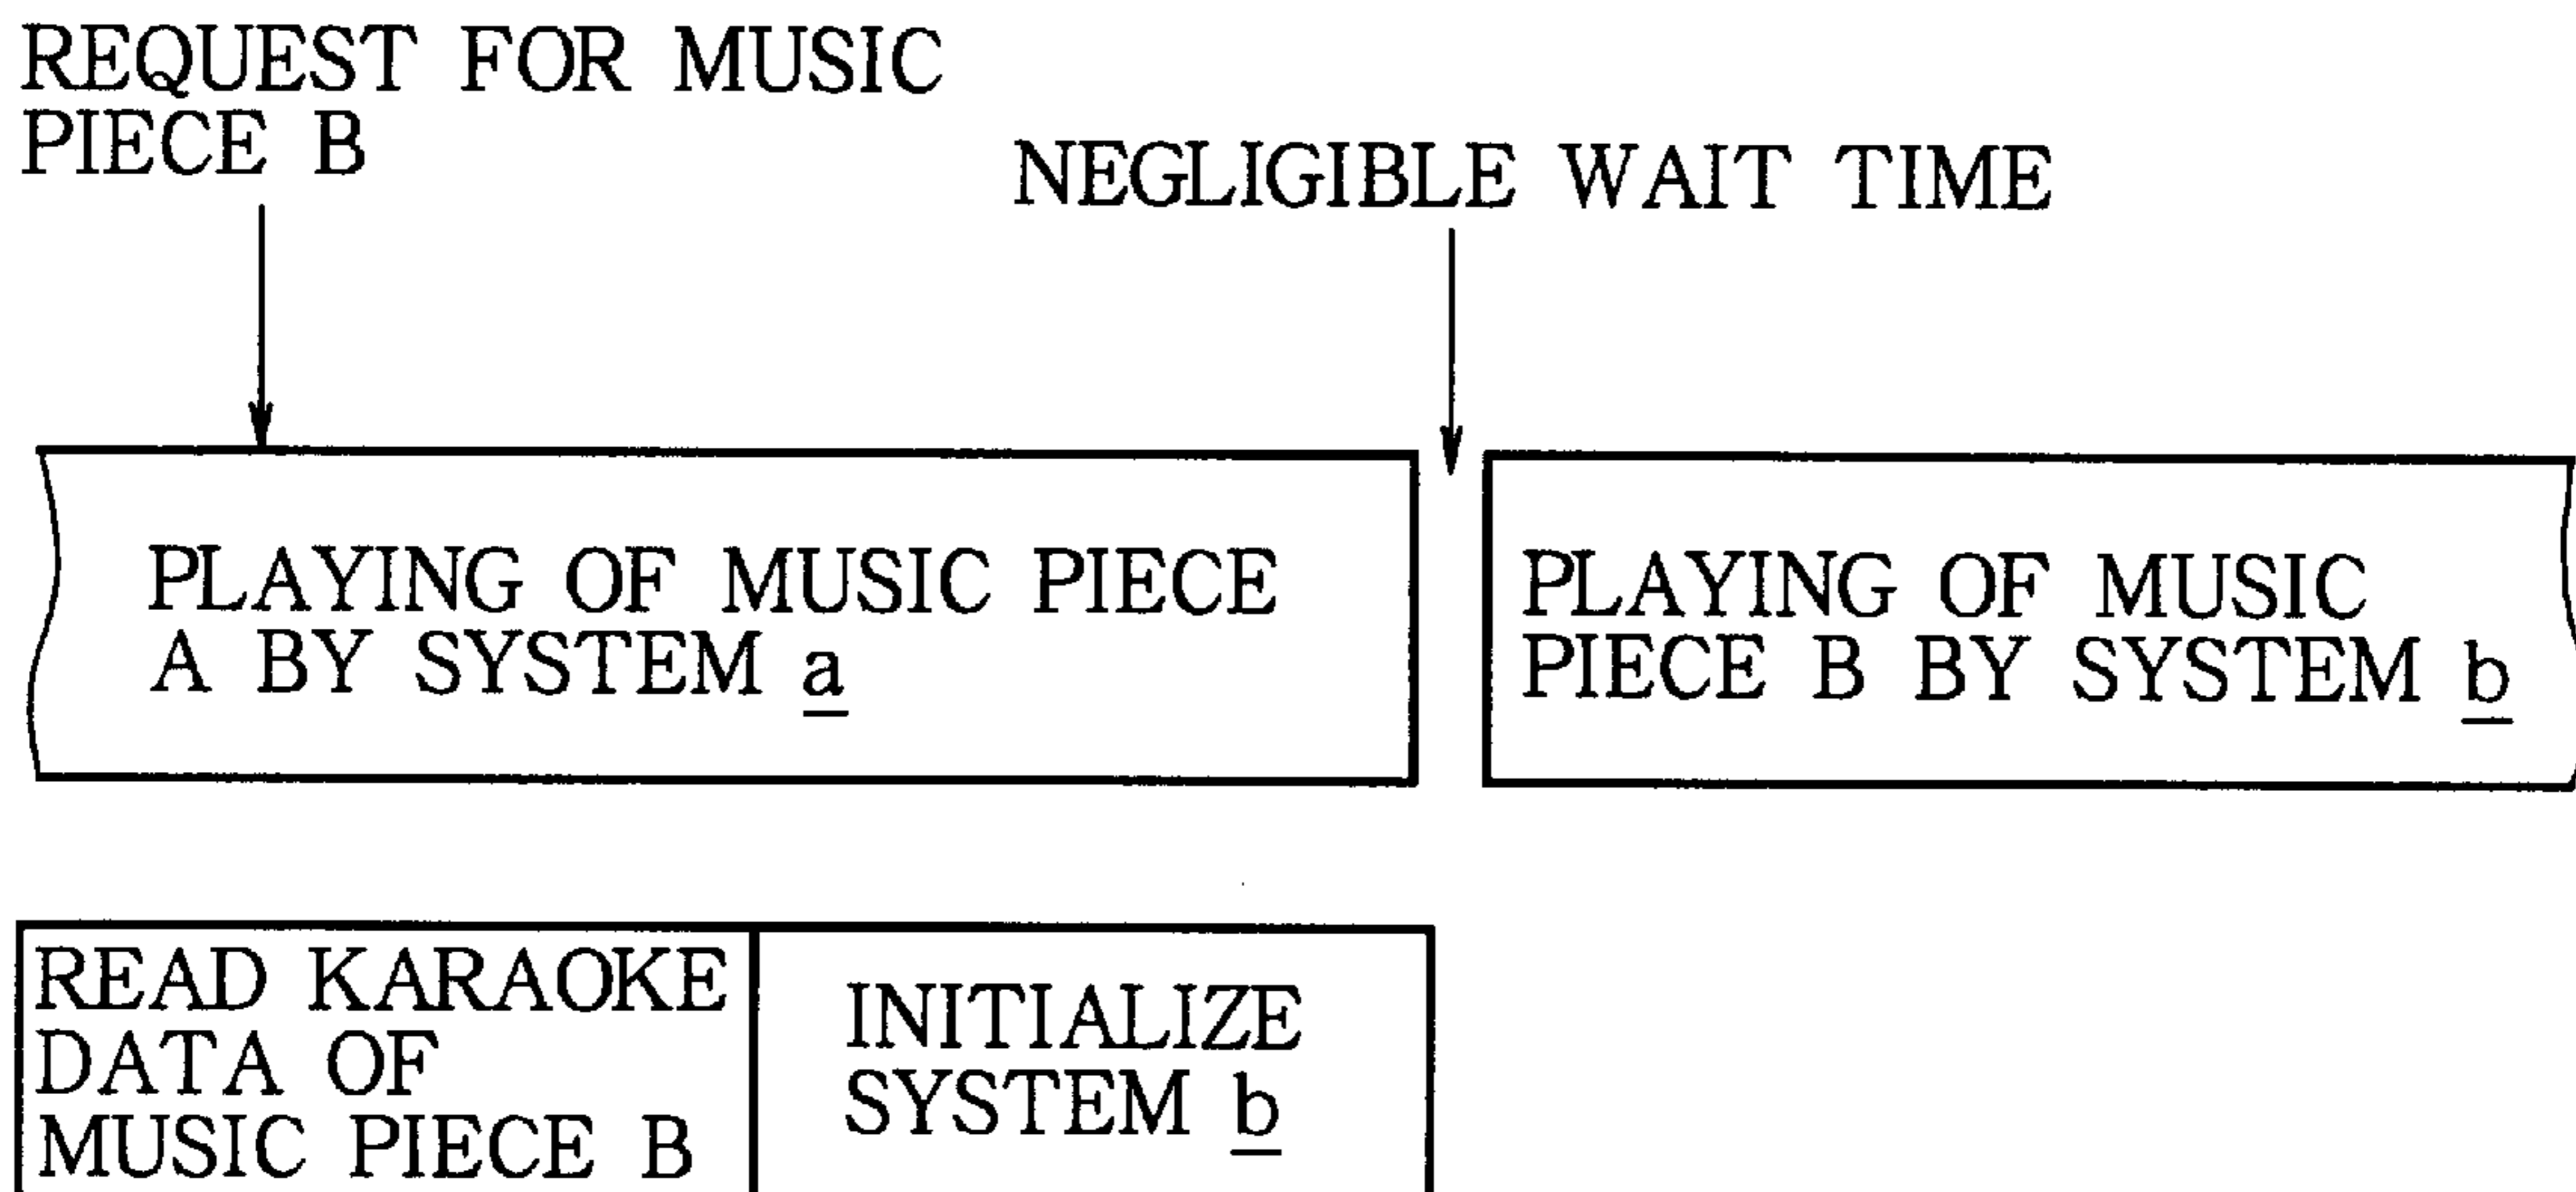 REQUEST FOR MUSIC
PIECE B
NEGLIGIBLE WAIT TIME
PLAYING OF MUSIC PIECE
A BY SYSTEM a
PLAYING OF MUSIC
PIECE B BY SYSTEM b
READ KARAOKE
DATA OF
MUSIC PIECE B
INITIALIZE
SYSTEM b